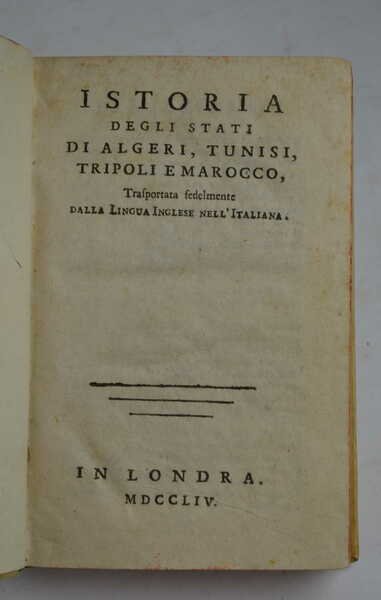 ISTORIA
DEGLI STATI
DI ALGERI, TUNISI,
TRIPOLI E MAROCCO,
Trasportata fedelmente
DALLA LINGUA INGLESE NELL'ITALIANA.
IN LONDRA.
MDCCLIV.